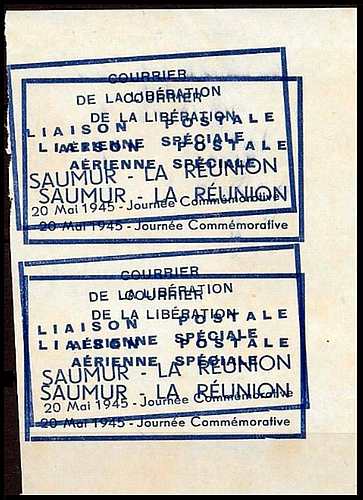 COURRIER
DE LA LIBÉRATION
COURRIER
DE LA LIBÉRATION
LIAISON POSTALE
AÉRIENNE SPÉCIALE
LIAISON POSTALE
AÉRIENNE SPÉCIALE
SAUMUR - LA RÉUNION
SAUMUR - LA RÉUNION
20 Mai 1945 - Journée Commémorative
20 Mai 1945 - Journée Commémorative
COURRIER
DE LA LIBÉRATION
COURRIER
DE LA LIBÉRATION
LIAISON POSTALE
AÉRIENNE SPÉCIALE
LIAISON POSTALE
AÉRIENNE SPÉCIALE
SAUMUR - LA RÉUNION
SAUMUR - LA RÉUNION
20 Mai 1945 - Journée Commémorative
20 Mai 1945 - Journée Commémorative